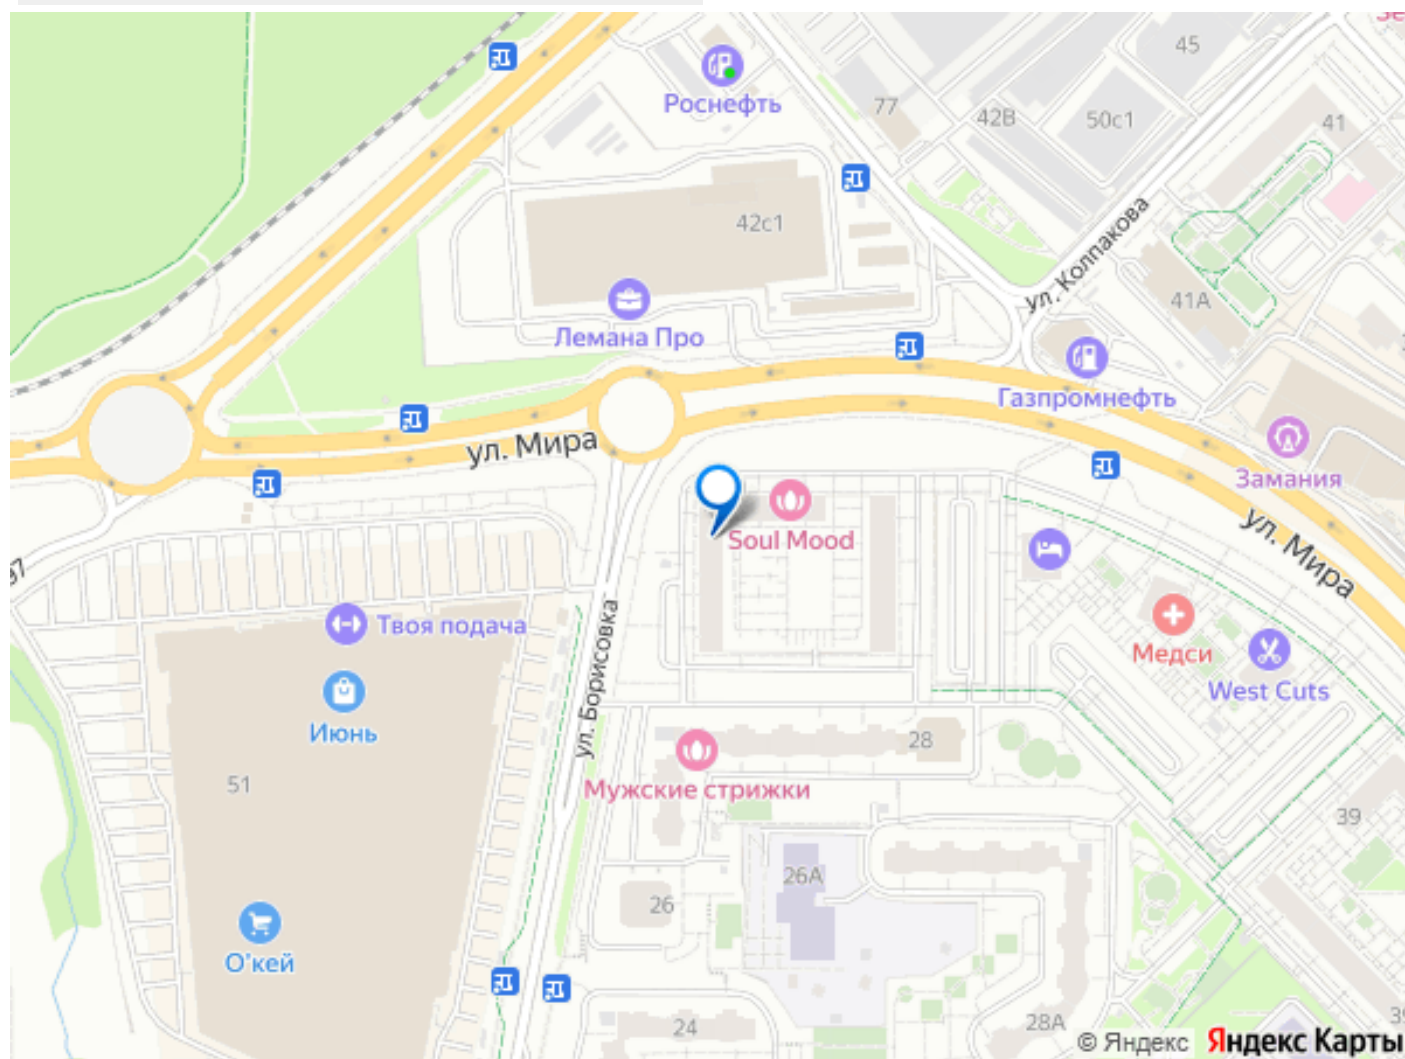 45
Роснефть
77
42В
50с1
41
42с1
ул. Колпакова
41А
Лемана Про
Газпромнефть
ул. Мира
Замания
Soul Mood
ул. Мира
Твоя подача
ул. Борисовка
Медси
West Cuts
Июнь
28
51
Мужские стрижки
39
26А
26
О'кей
24
28А
© Яндекс Яндекс Карты